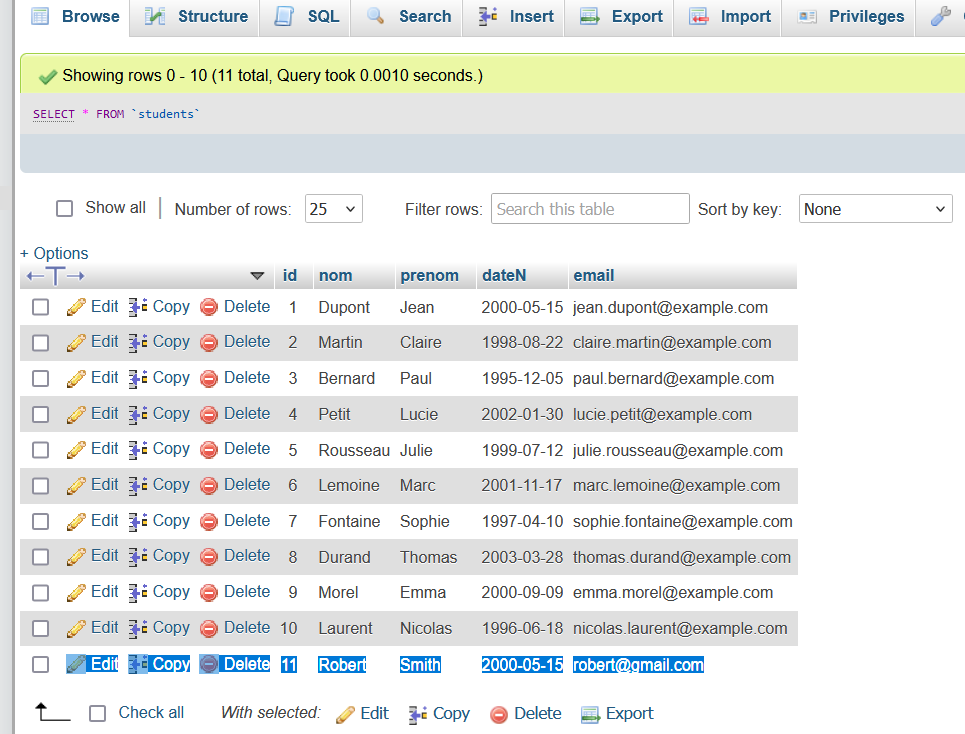 Browse Structure SQL Search Insert Export Import Privileges
Showing rows 0 - 10 (11 total, Query took 0.0010 seconds.)
SELECT * FROM `students`
Show all Number of rows: 25 Filter rows: Search this table Sort by key: None
+ Options
←T→ id nom prenom dateN email
Edit Copy Delete 1 Dupont Jean 2000-05-15 jean.dupont@example.com
Edit Copy Delete 2 Martin Claire 1998-08-22 claire.martin@example.com
Edit Copy Delete 3 Bernard Paul 1995-12-05 paul.bernard@example.com
Edit Copy Delete 4 Petit Lucie 2002-01-30 lucie.petit@example.com
Edit Copy Delete 5 Rousseau Julie 1999-07-12 julie.rousseau@example.com
Edit Copy Delete 6 Lemoine Marc 2001-11-17 marc.lemoine@example.com
Edit Copy Delete 7 Fontaine Sophie 1997-04-10 sophie.fontaine@example.com
Edit Copy Delete 8 Durand Thomas 2003-03-28 thomas.durand@example.com
Edit Copy Delete 9 Morel Emma 2000-09-09 emma.morel@example.com
Edit Copy Delete 10 Laurent Nicolas 1996-06-18 nicolas.laurent@example.com
Edit Copy Delete 11 Robert Smith 2000-05-15 robert@gmail.com
Check all With selected: Edit Copy Delete Export